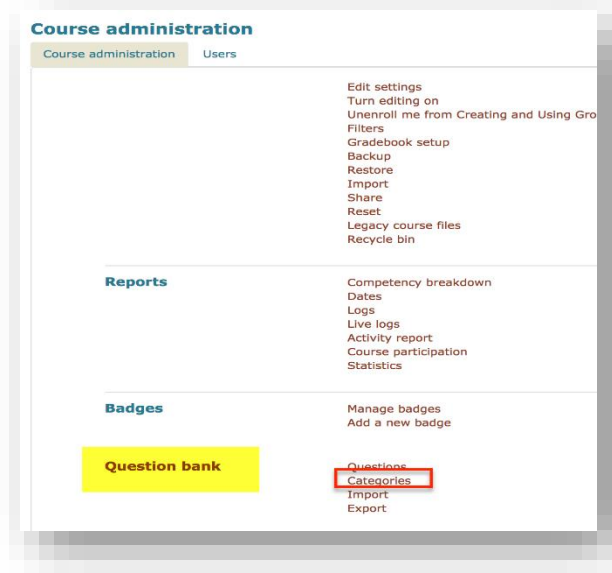 Course administration
Course administration Users
Edit settings
Turn editing on
Unenroll me from Creating and Using Gro
Filters
Gradebook setup
Backup
Restore
Import
Share
Reset
Legacy course files
Recycle bin
Reports
Competency breakdown
Dates
Logs
Live logs
Activity report
Course participation
Statistics
Badges
Manage badges
Add a new badge
Question bank
Questions
Categories
Import
Export